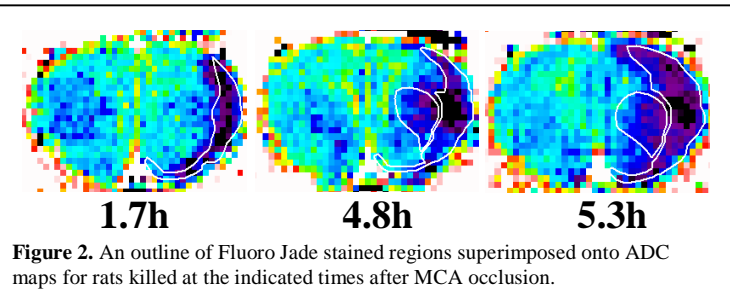 1.7h 4.8h 5.3h
Figure 2. An outline of Fluoro Jade stained regions superimposed onto ADC
maps for rats killed at the indicated times after MCA occlusion.